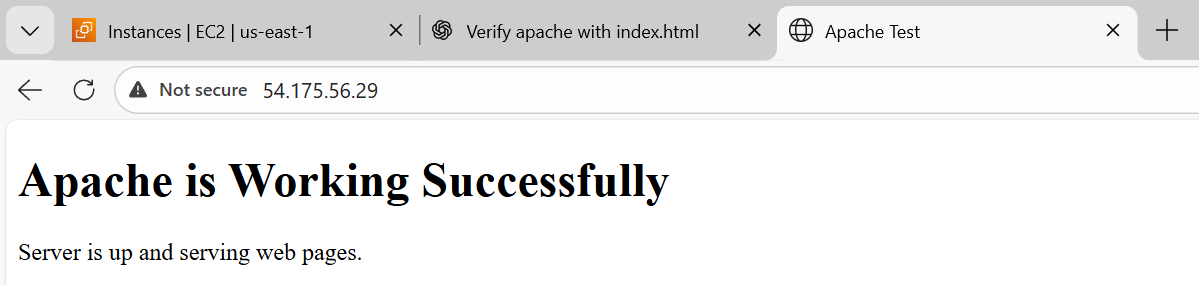 Instances | EC2 | us-east-1
Verify apache with index.html
Apache Test
Not secure 54.175.56.29
Apache is Working Successfully
Server is up and serving web pages.